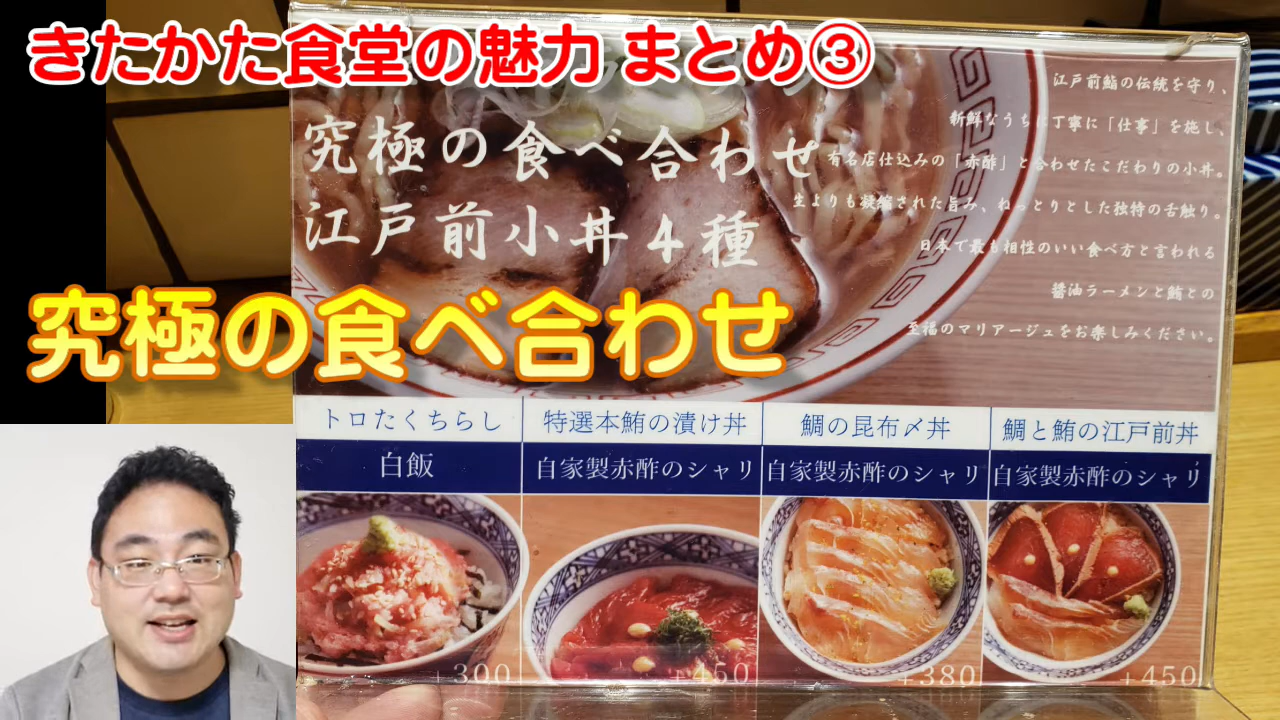 きたかた食堂の魅力 まとめ③
究極の食べ合わせ
江戸前小丼4種
江戸前鮨の伝統を守り、
新鮮なうちに丁寧に「仕事」を施し、
有名店仕込みの「赤酢」と合わせたこだわりの小丼。
生よりも凝縮された旨み、ねっとりとした独特の舌触り。
日本で最も相性のいい食べ方と言われる
醤油ラーメンと鮪との
至福のマリアージュをお楽しみください。
究極の食べ合わせ
トロたくちらし
白飯
+300
特選本鮪の漬け丼
自家製赤酢のシャリ
+450
鯛の昆布〆丼
自家製赤酢のシャリ
+380
鯛と鮪の江戸前丼
自家製赤酢のシャリ
+450